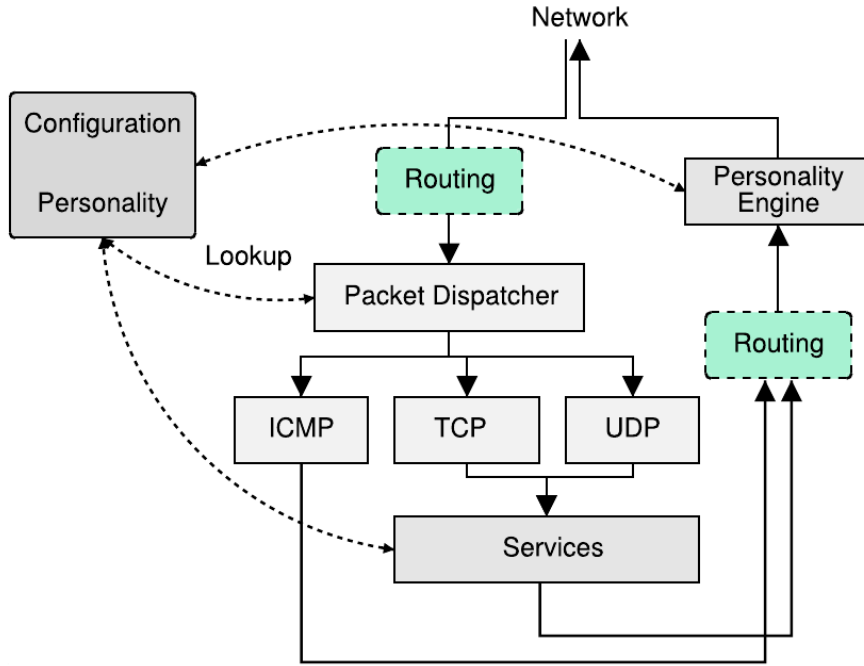 Network
Configuration
Personality
Routing
Personality
Engine
Lookup
Packet Dispatcher
Routing
ICMP
TCP
UDP
Services